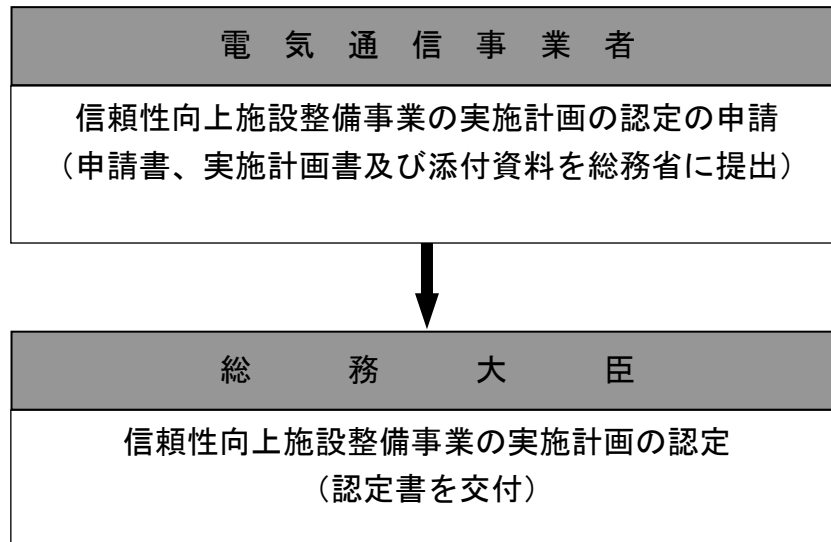 電気通信事業者
信頼性向上施設整備事業の実施計画の認定の申請
（申請書、実施計画書及び添付資料を総務省に提出）
総務大臣
信頼性向上施設整備事業の実施計画の認定
（認定書を交付）